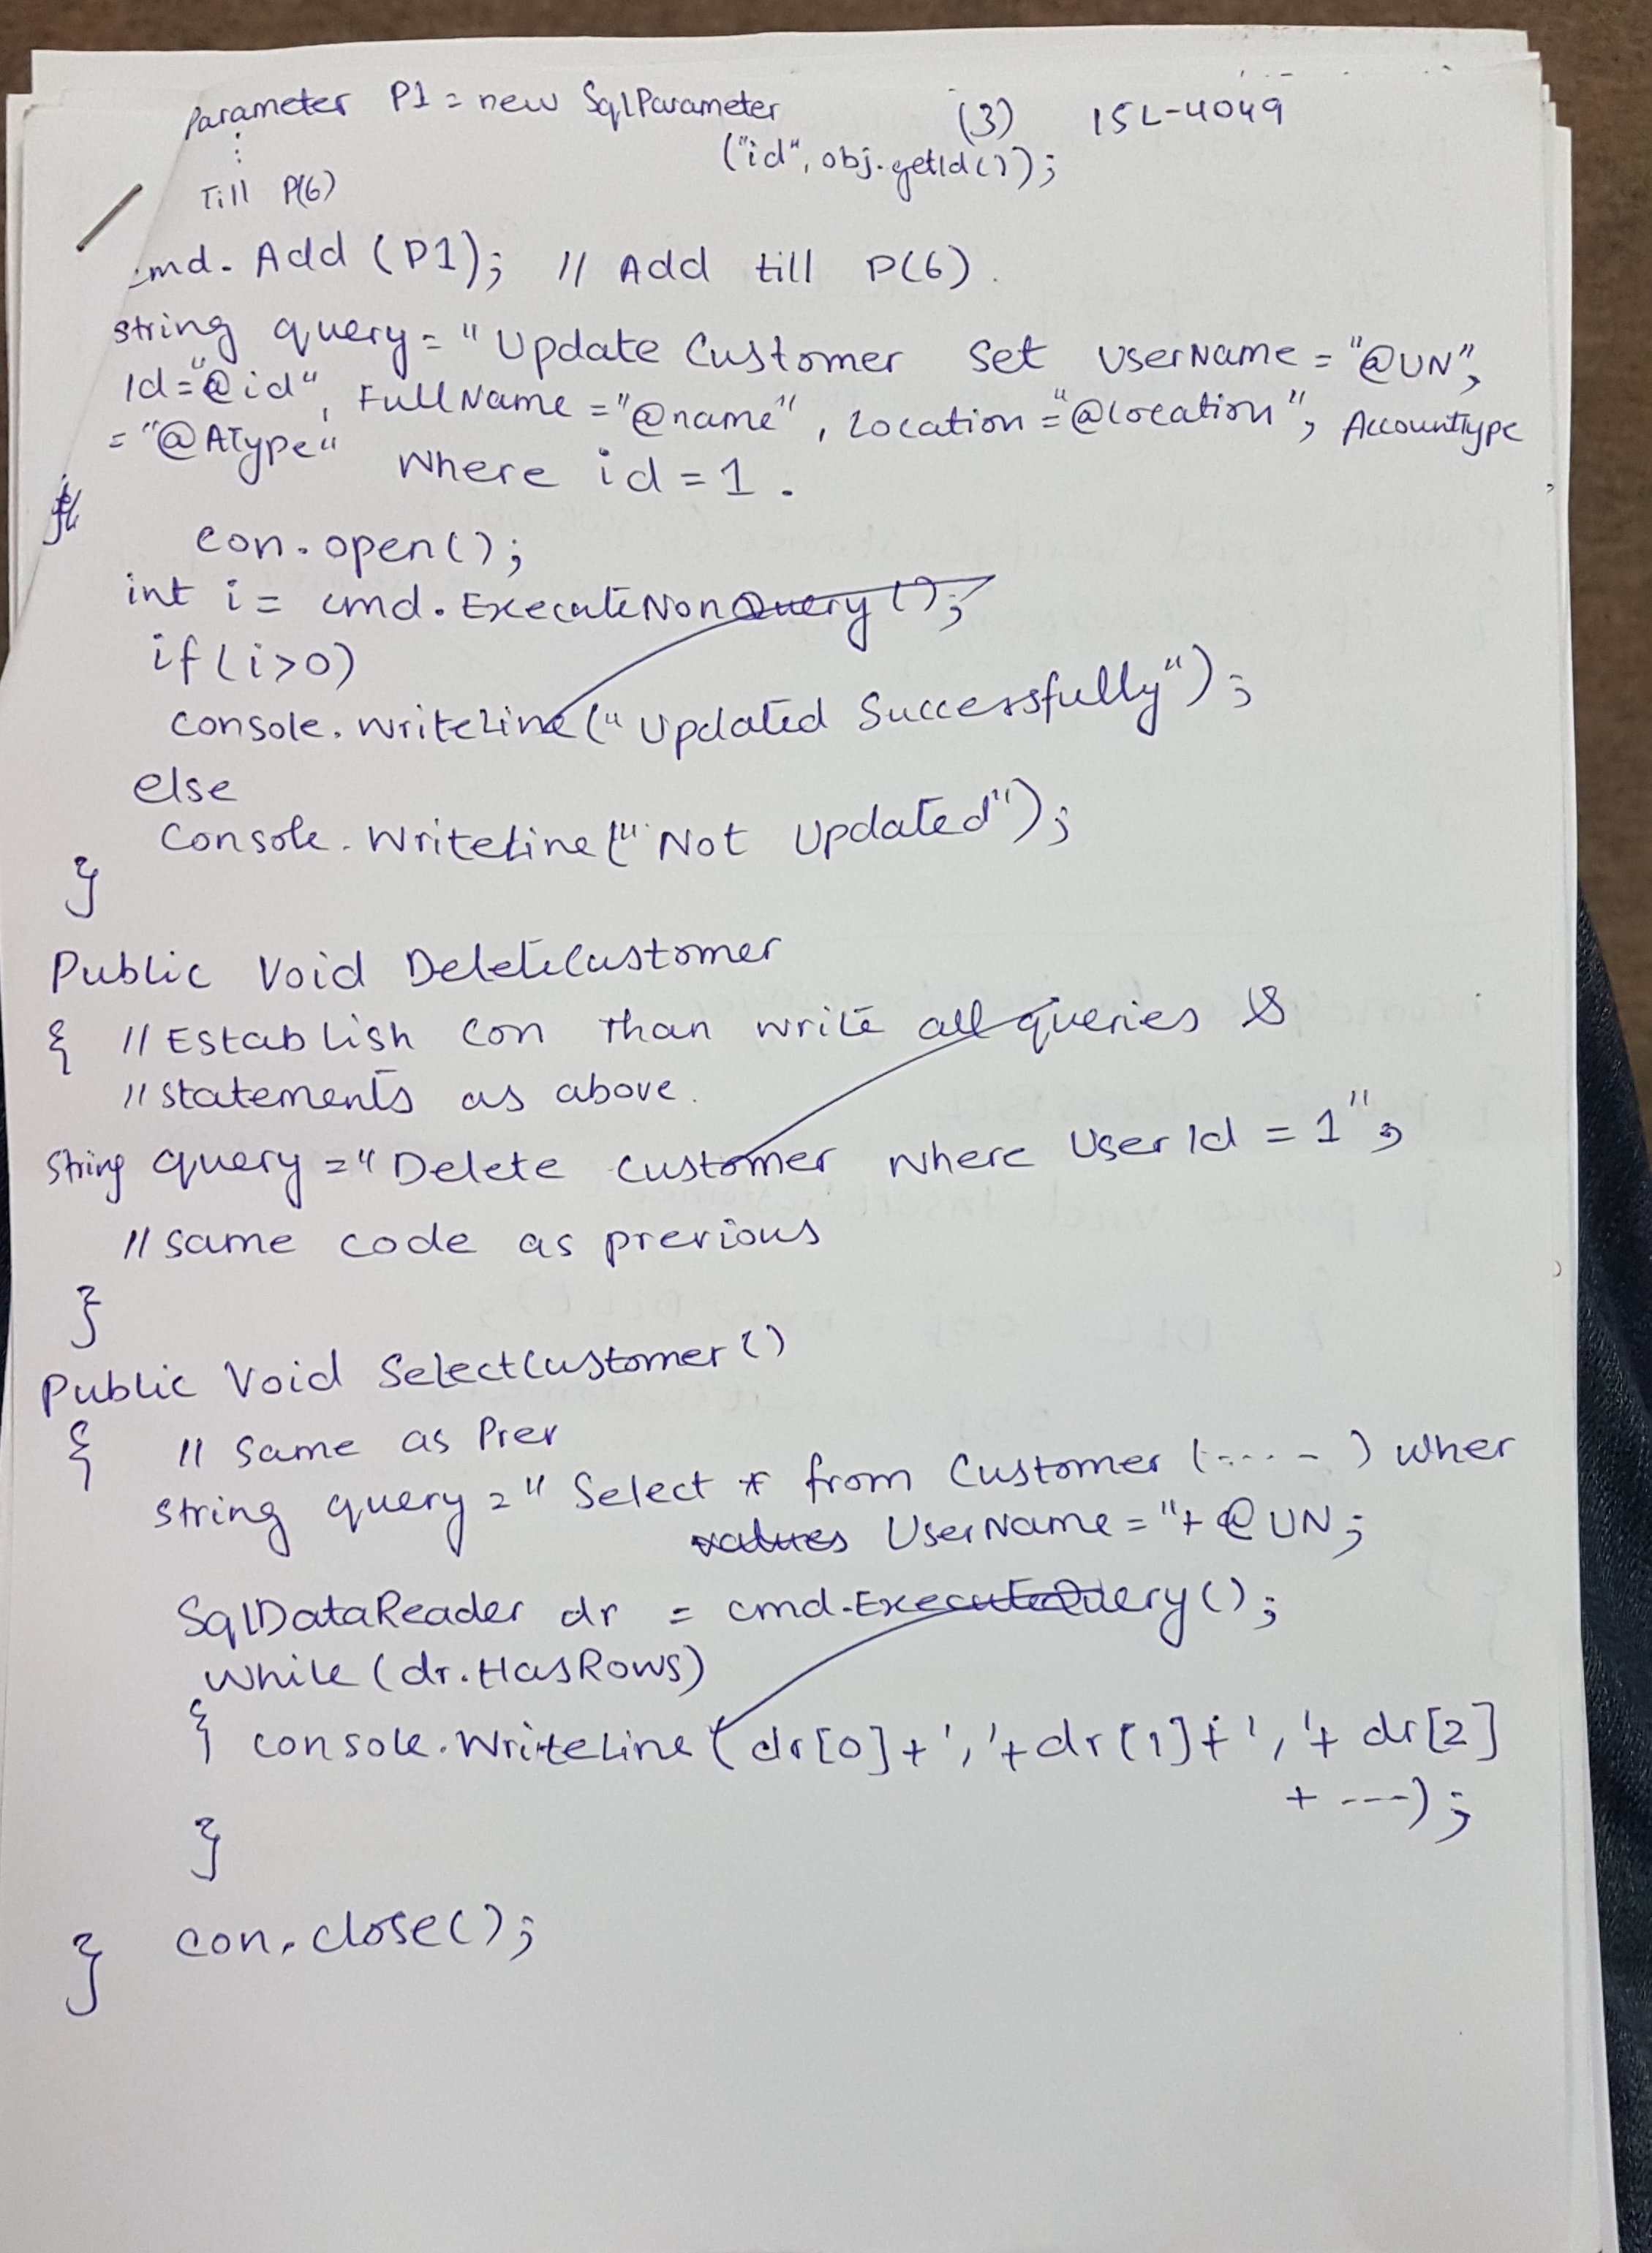 Parameter P1 = new SqlParameter (3) 15L-4049
("id", obj.getId());
:
Till P(6)
cmd. Add (P1); // Add till P(6).
string query = "Update Customer Set UserName = "@UN",
Id="@id", FullName = "@name", Location = "@location", AccountType
= "@AType" Where id = 1.
con.open();
int i = cmd.ExecuteNonQuery();
if(i>0)
Console.WriteLine("Updated Successfully");
else
Console.WriteLine("Not Updated");
}
Public Void DeleteCustomer
{ // Establish con than write all queries &
// statements as above.
String query = "Delete Customer Where UserId = 1";
// same code as previous
}
Public Void SelectCustomer()
{ // Same as Prev
String query = "Select * from Customer (.... - ) wher
values UserName = "+ @UN;
SqlDataReader dr = cmd.ExecuteQuery();
While (dr.HasRows)
{ console.WriteLine(dr[0]+','+dr[1]+','+ dr[2]
+ ---);
}
con.close();
}